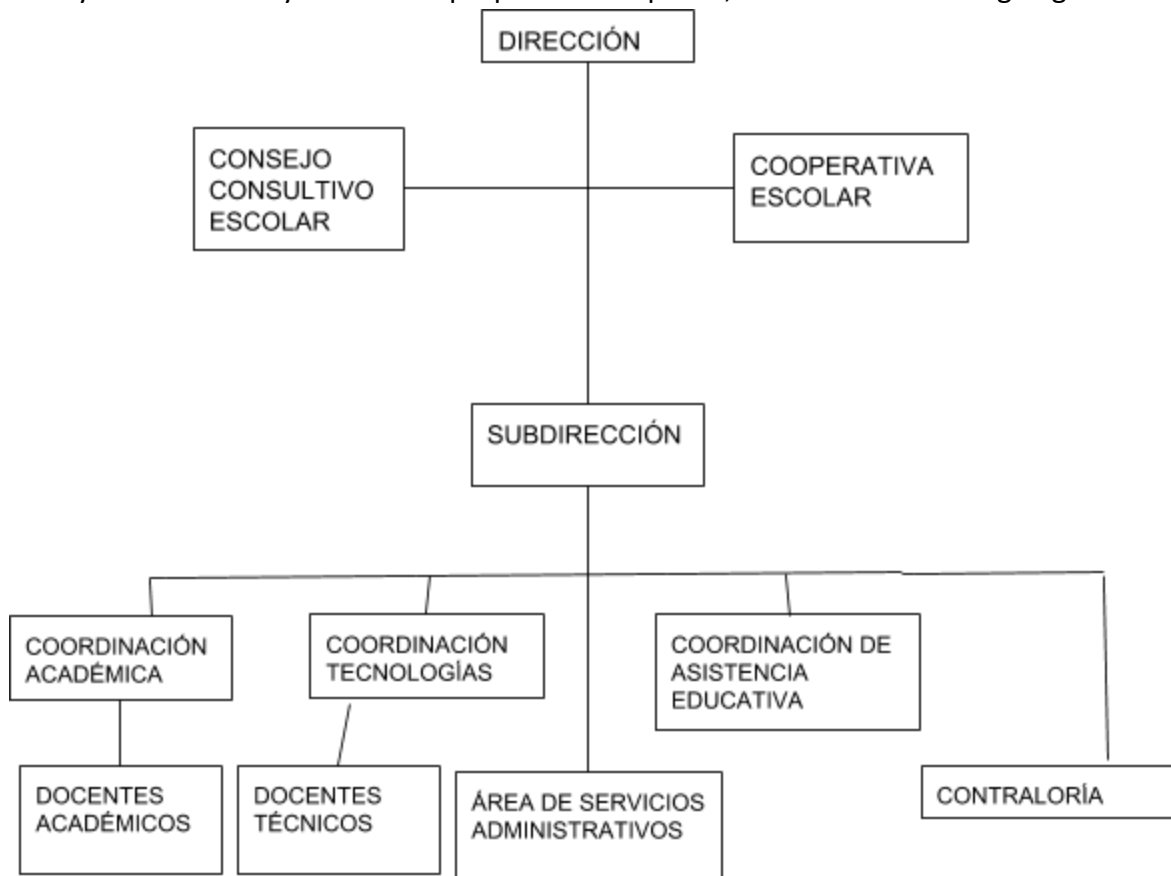 DIRECCIÓN
CONSEJO
CONSULTIVO
ESCOLAR
COOPERATIVA
ESCOLAR
SUBDIRECCIÓN
COORDINACIÓN
ACADÉMICA
COORDINACIÓN
TECNOLOGÍAS
COORDINACIÓN DE
ASISTENCIA
EDUCATIVA
DOCENTES
ACADÉMICOS
DOCENTES
TÉCNICOS
ÁREA DE SERVICIOS
ADMINISTRATIVOS
CONTRALORÍA